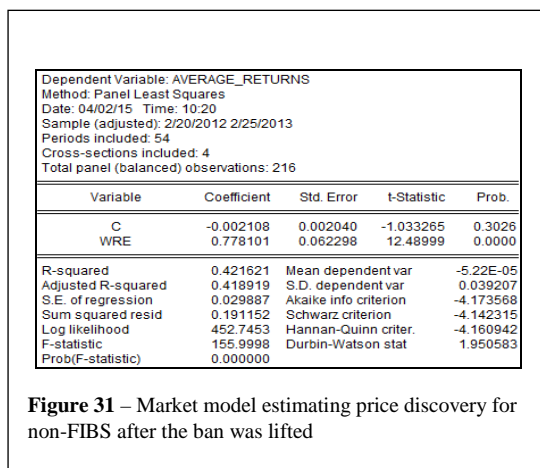 Dependent Variable: AVERAGE_RETURNS
Method: Panel Least Squares
Date: 04/02/15 Time: 10:20
Sample (adjusted): 2/20/2012 2/25/2013
Periods included: 54
Cross-sections included: 4
Total panel (balanced) observations: 216
Variable Coefficient Std. Error t-Statistic Prob.
C -0.002108 0.002040 -1.033265 0.3026
WRE 0.778101 0.062298 12.48999 0.0000
R-squared 0.421621 Mean dependent var -5.22E-05
Adjusted R-squared 0.418919 S.D. dependent var 0.039207
S.E. of regression 0.029887 Akaike info criterion -4.173568
Sum squared resid 0.191152 Schwarz criterion -4.142315
Log likelihood 452.7453 Hannan-Quinn criter. -4.160942
F-statistic 155.9998 Durbin-Watson stat 1.950583
Prob(F-statistic) 0.000000
Figure 31 – Market model estimating price discovery for
non-FIBS after the ban was lifted